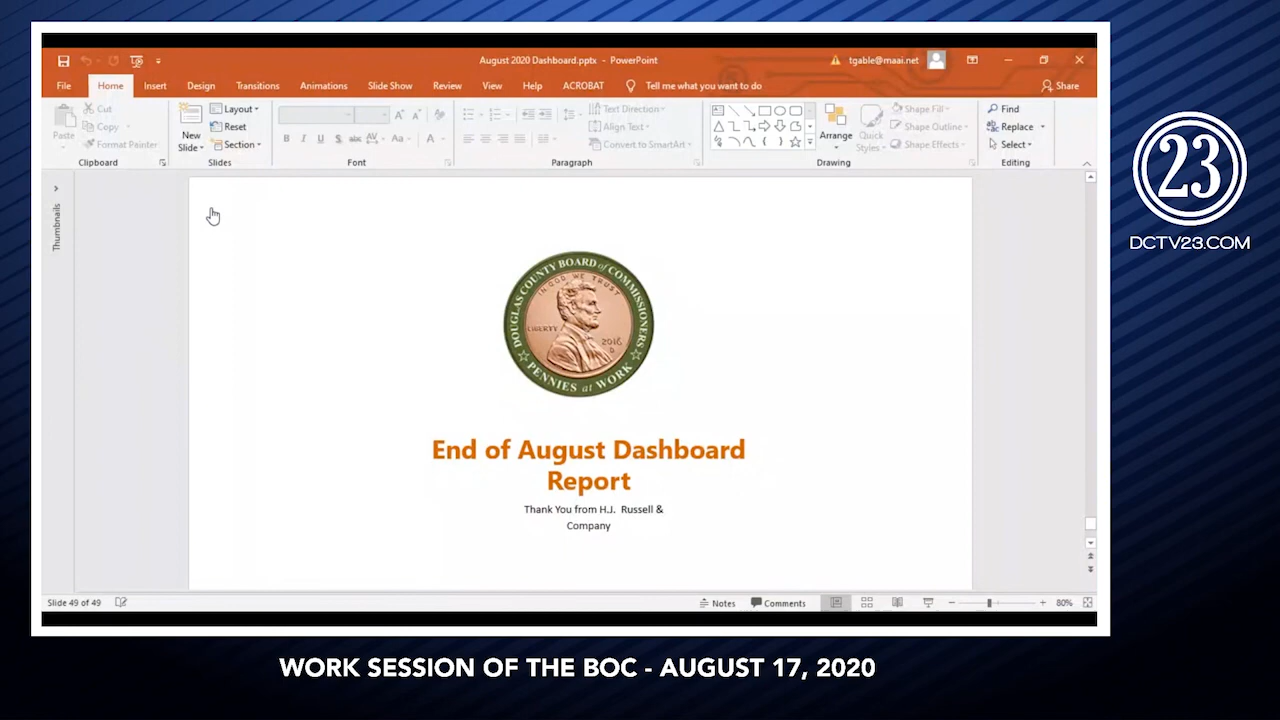 August 2020 Dashboard.pptx - PowerPoint
tgable@maai.net
File Home Insert Design Transitions Animations Slide Show Review View Help ACROBAT Tell me what you want to do
Share
Paste
Cut
Copy
Format Painter
Clipboard
New
Slide
Layout
Reset
Section
Slides
B I U S abc AV Aa A
Font
Text Direction
Align Text
Convert to SmartArt
Paragraph
Arrange
Quick
Styles
Shape Fill
Shape Outline
Shape Effects
Drawing
Find
Replace
Select
Editing
Thumbnails
DOUGLAS COUNTY BOARD of COMMISSIONERS
IN GOD WE TRUST
LIBERTY
2016
D
PENNIES at WORK
End of August Dashboard
Report
Thank You from H.J. Russell &
Company
Slide 49 of 49
Notes
Comments
80%
23
DCTV23.COM
WORK SESSION OF THE BOC - AUGUST 17, 2020